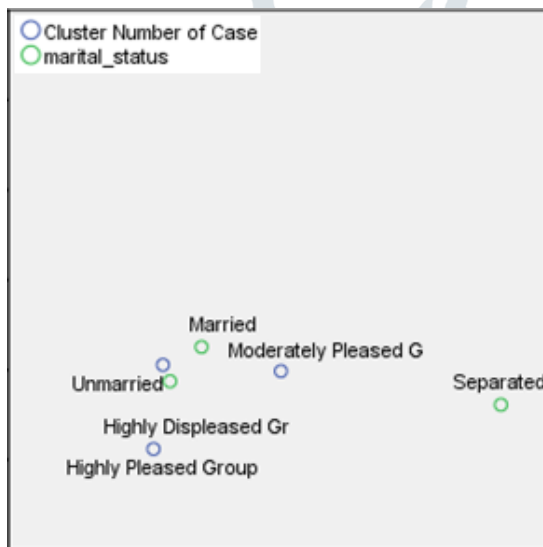 Cluster Number of Case
marital_status
Married
Moderately Pleased G
Unmarried
Separated
Highly Displeased Gr
Highly Pleased Group